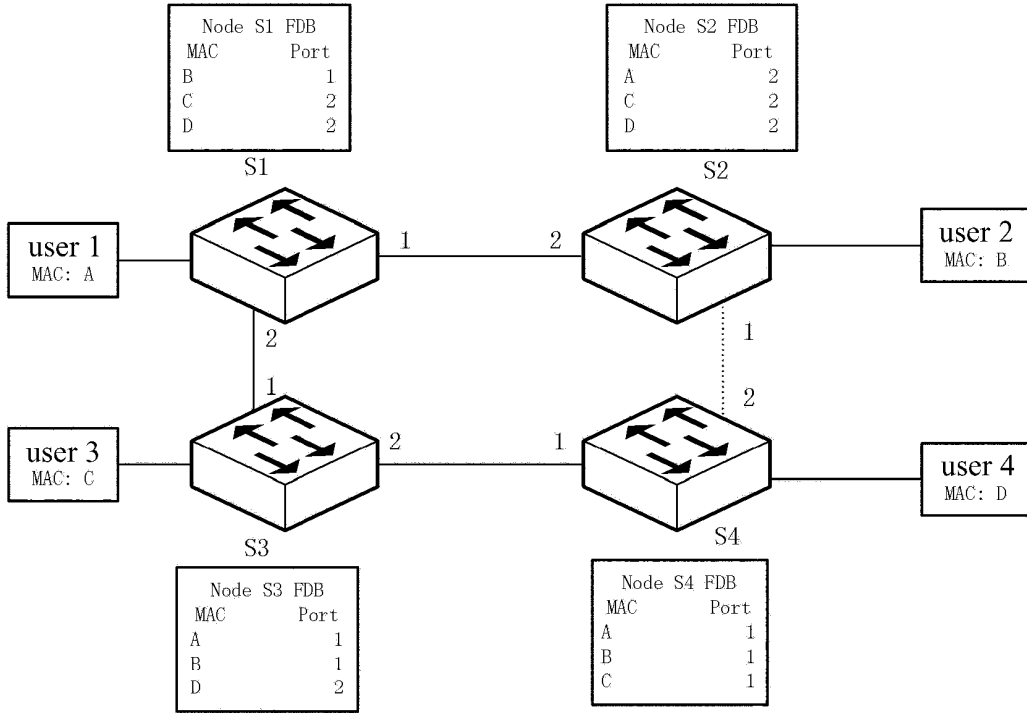 Node S1 FDB
MAC Port
B 1
C 2
D 2
Node S2 FDB
MAC Port
A 2
C 2
D 2
S1
S2
user 1
MAC: A
1
2
user 2
MAC: B
2
1
1
2
user 3
MAC: C
2
1
user 4
MAC: D
S3
S4
Node S3 FDB
MAC Port
A 1
B 1
D 2
Node S4 FDB
MAC Port
A 1
B 1
C 1